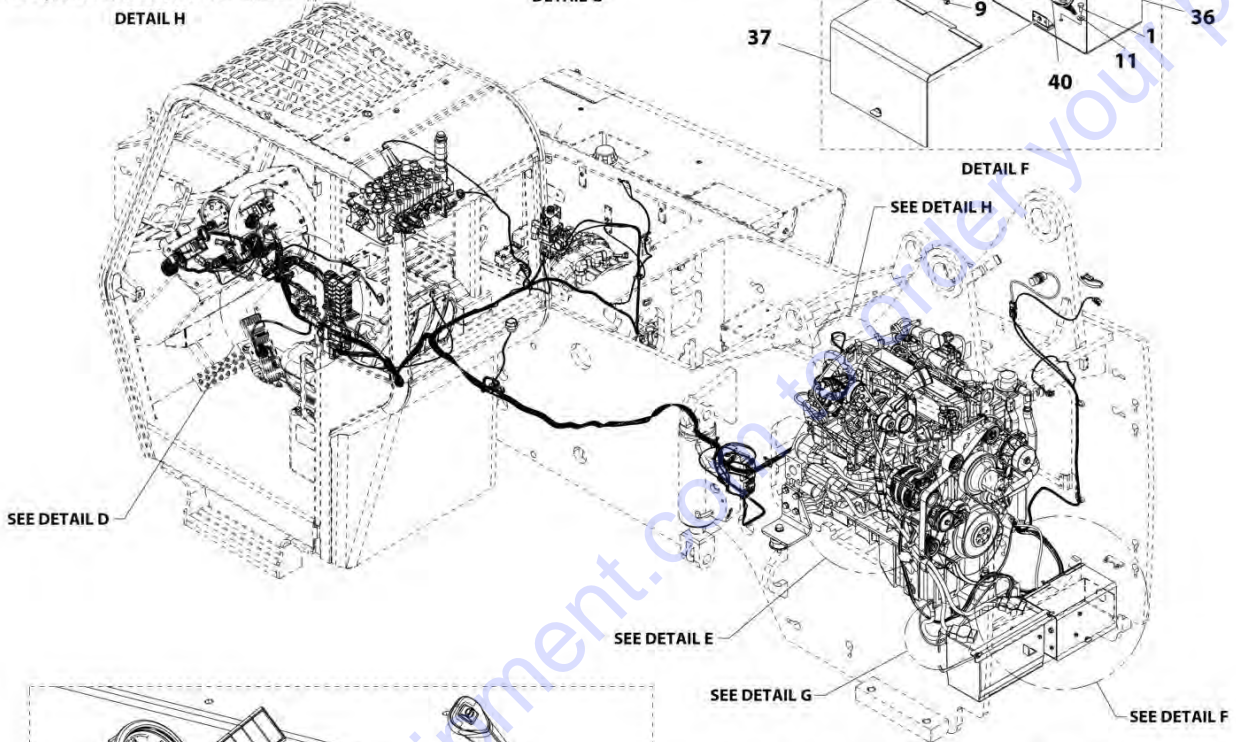 DETAIL H
9
36
1
11
40
37
DETAIL F
SEE DETAIL H
SEE DETAIL D
SEE DETAIL E
SEE DETAIL G
SEE DETAIL F